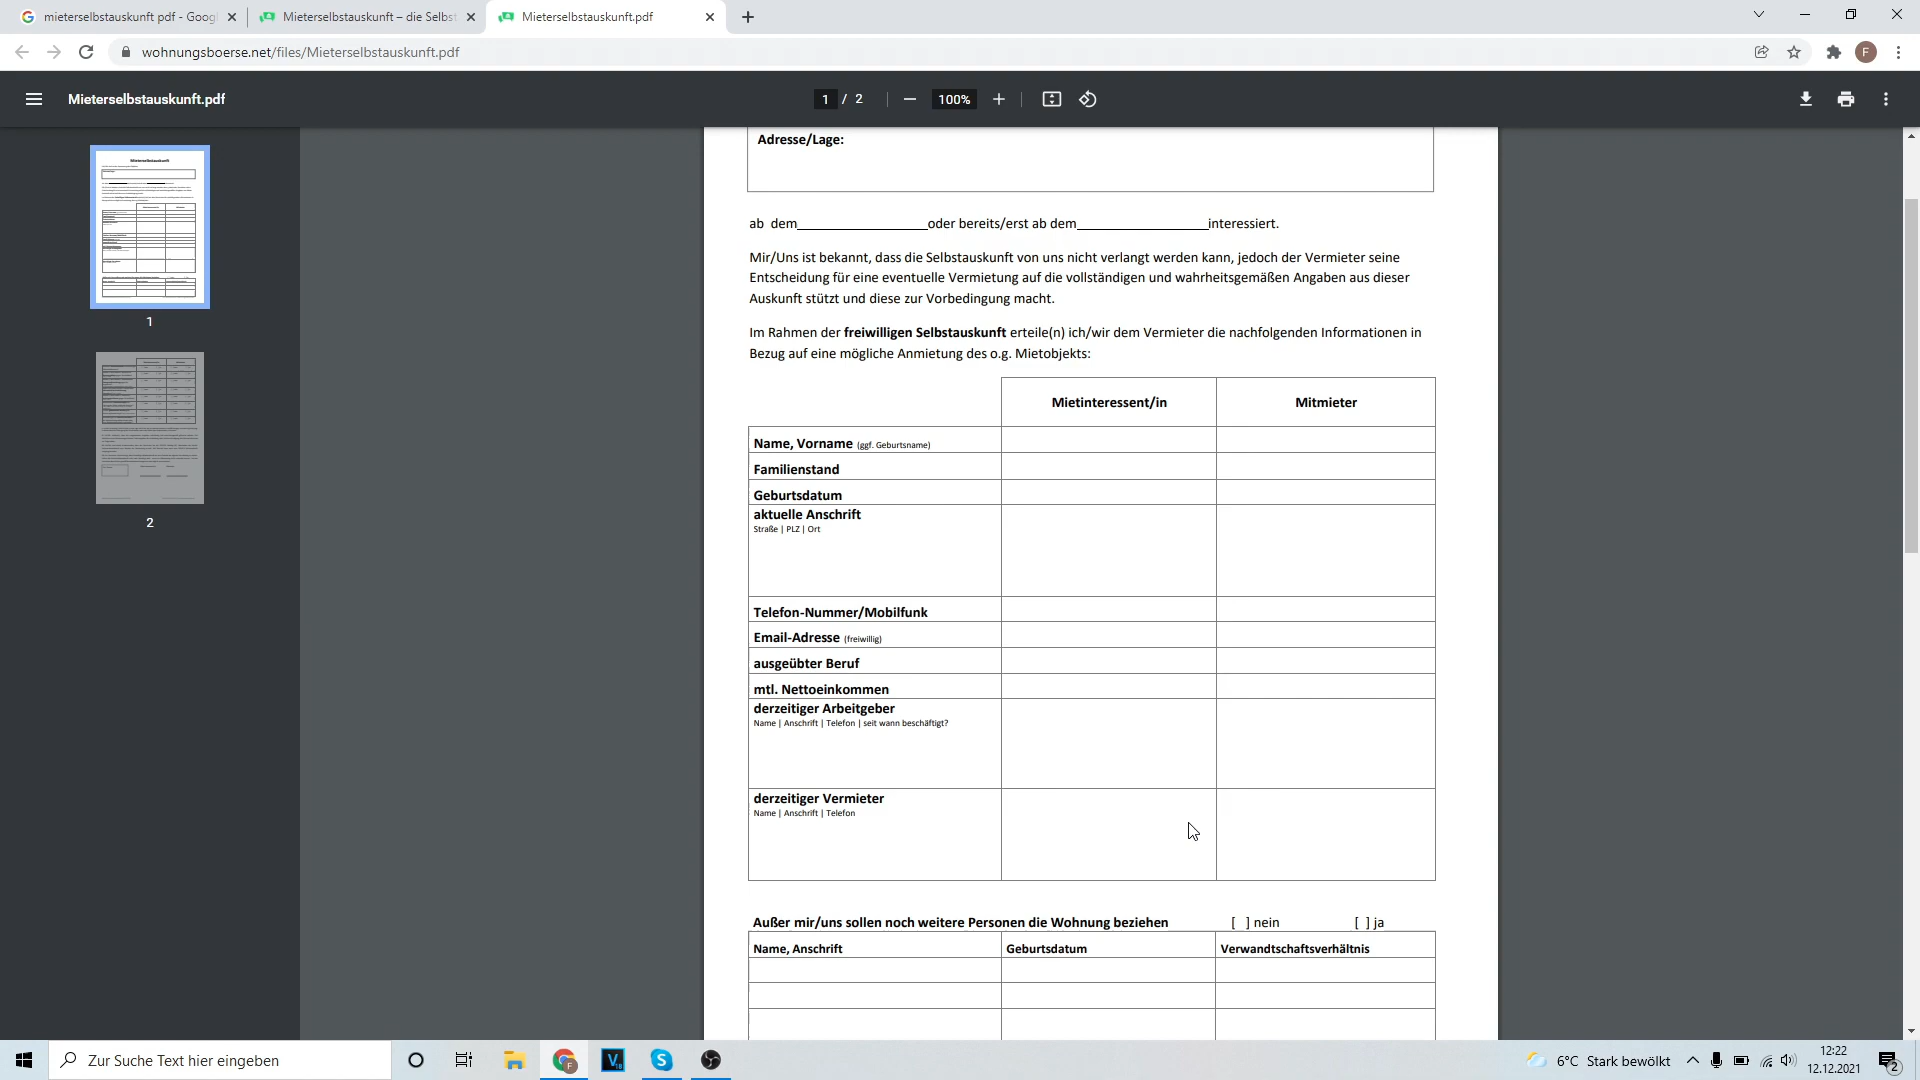 mieterselbstauskunft pdf - Goog
Mieterselbstauskunft – die Selbst
Mieterselbstauskunft.pdf
wohnungsboerse.net/files/Mieterselbstauskunft.pdf
F
Mieterselbstauskunft.pdf
1 / 2
100%
1
2
Adresse/Lage:
ab dem__________________oder bereits/erst ab dem__________________interessiert.
Mir/Uns ist bekannt, dass die Selbstauskunft von uns nicht verlangt werden kann, jedoch der Vermieter seine
Entscheidung für eine eventuelle Vermietung auf die vollständigen und wahrheitsgemäßen Angaben aus dieser
Auskunft stützt und diese zur Vorbedingung macht.
Im Rahmen der freiwilligen Selbstauskunft erteile(n) ich/wir dem Vermieter die nachfolgenden Informationen in
Bezug auf eine mögliche Anmietung des o.g. Mietobjekts:
Mietinteressent/in Mitmieter
Name, Vorname (ggf. Geburtsname)
Familienstand
Geburtsdatum
aktuelle Anschrift
Straße | PLZ | Ort
Telefon-Nummer/Mobilfunk
Email-Adresse (freiwillig)
ausgeübter Beruf
mtl. Nettoeinkommen
derzeitiger Arbeitgeber
Name | Anschrift | Telefon | seit wann beschäftigt?
derzeitiger Vermieter
Name | Anschrift | Telefon
Außer mir/uns sollen noch weitere Personen die Wohnung beziehen [ ] nein [ ] ja
Name, Anschrift Geburtsdatum Verwandtschaftsverhältnis
Zur Suche Text hier eingeben
6°C Stark bewölkt
12:22
12.12.2021
2